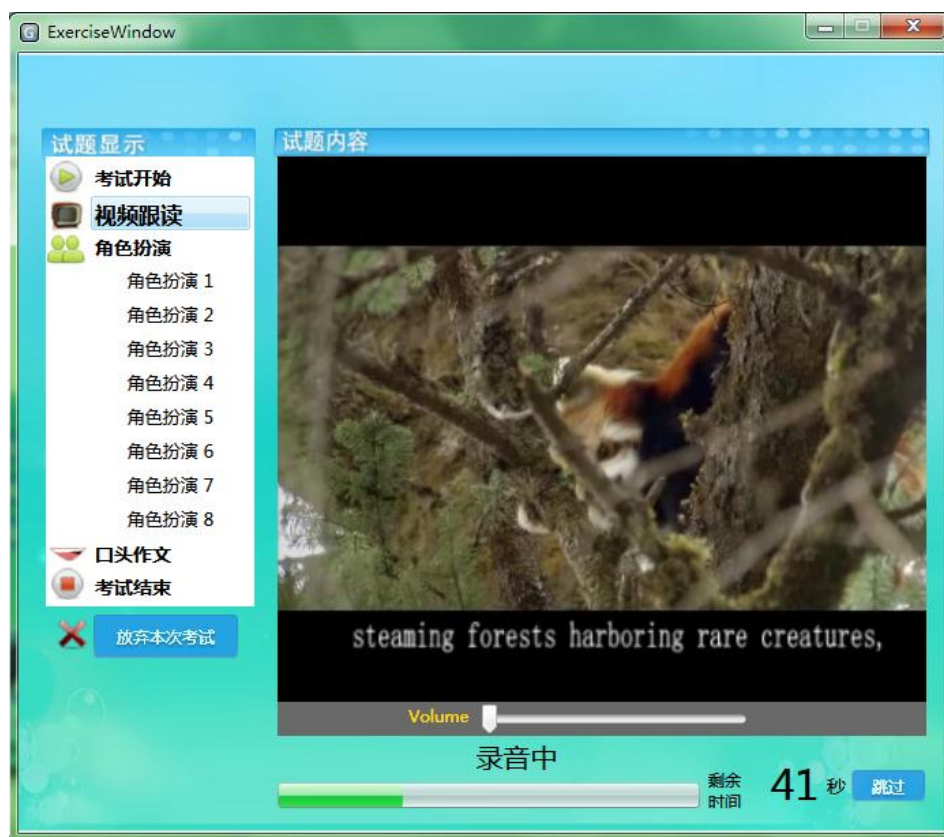 ExerciseWindow
试题显示
考试开始
视频跟读
角色扮演
角色扮演 1
角色扮演 2
角色扮演 3
角色扮演 4
角色扮演 5
角色扮演 6
角色扮演 7
角色扮演 8
口头作文
考试结束
放弃本次考试
试题内容
steaming forests harboring rare creatures,
Volume
录音中
剩余
时间
41 秒
跳过